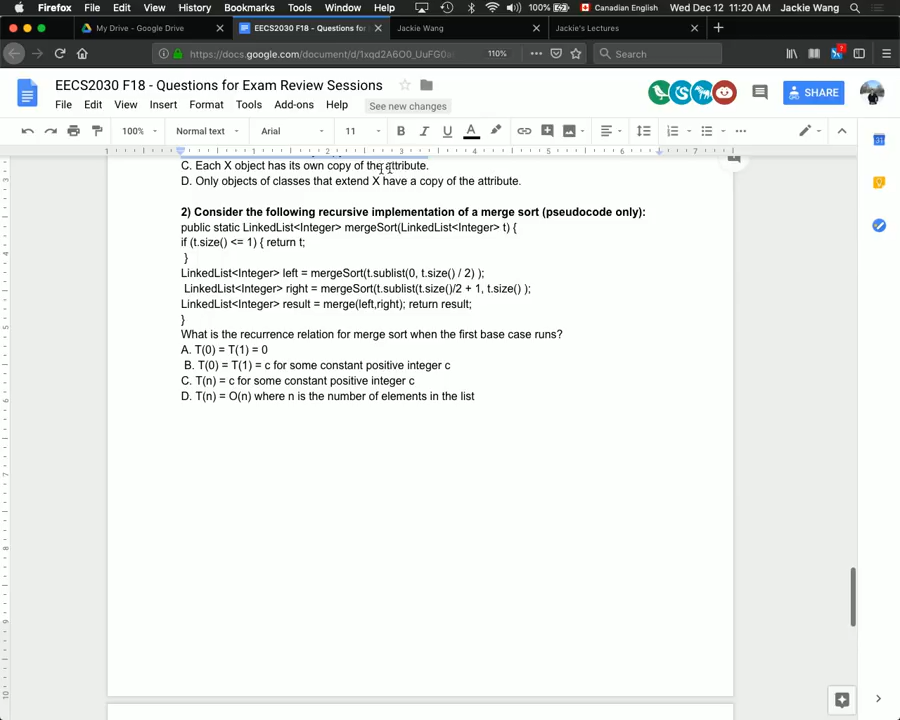 Firefox File Edit View History Bookmarks Tools Window Help 100% Canadian English Wed Dec 12 11:20 AM Jackie Wang
My Drive - Google Drive EECS2030 F18 - Questions for Jackie Wang Jackie's Lectures
https://docs.google.com/document/d/1xqd2A6O0_UuFG0 110% Search
EECS2030 F18 - Questions for Exam Review Sessions
File Edit View Insert Format Tools Add-ons Help See new changes
SHARE
100% Normal text Arial 11
C. Each X object has its own copy of the attribute.
D. Only objects of classes that extend X have a copy of the attribute.
2) Consider the following recursive implementation of a merge sort (pseudocode only):
public static LinkedList<Integer> mergeSort(LinkedList<Integer> t) {
if (t.size() <= 1) { return t;
}
LinkedList<Integer> left = mergeSort(t.sublist(0, t.size() / 2) );
LinkedList<Integer> right = mergeSort(t.sublist(t.size()/2 + 1, t.size() );
LinkedList<Integer> result = merge(left,right); return result;
}
What is the recurrence relation for merge sort when the first base case runs?
A. T(0) = T(1) = 0
B. T(0) = T(1) = c for some constant positive integer c
C. T(n) = c for some constant positive integer c
D. T(n) = O(n) where n is the number of elements in the list